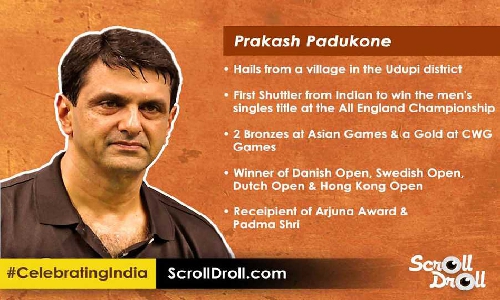 Prakash Padukone
• Hails from a village in the Udupi district
• First Shuttler from Indian to win the men's
singles title at the All England Championship
• 2 Bronzes at Asian Games & a Gold at CWG
Games
• Winner of Danish Open, Swedish Open,
Dutch Open & Hong Kong Open
• Receipient of Arjuna Award &
Padma Shri
#CelebratingIndia ScrollDroll.com
Scroll
Droll